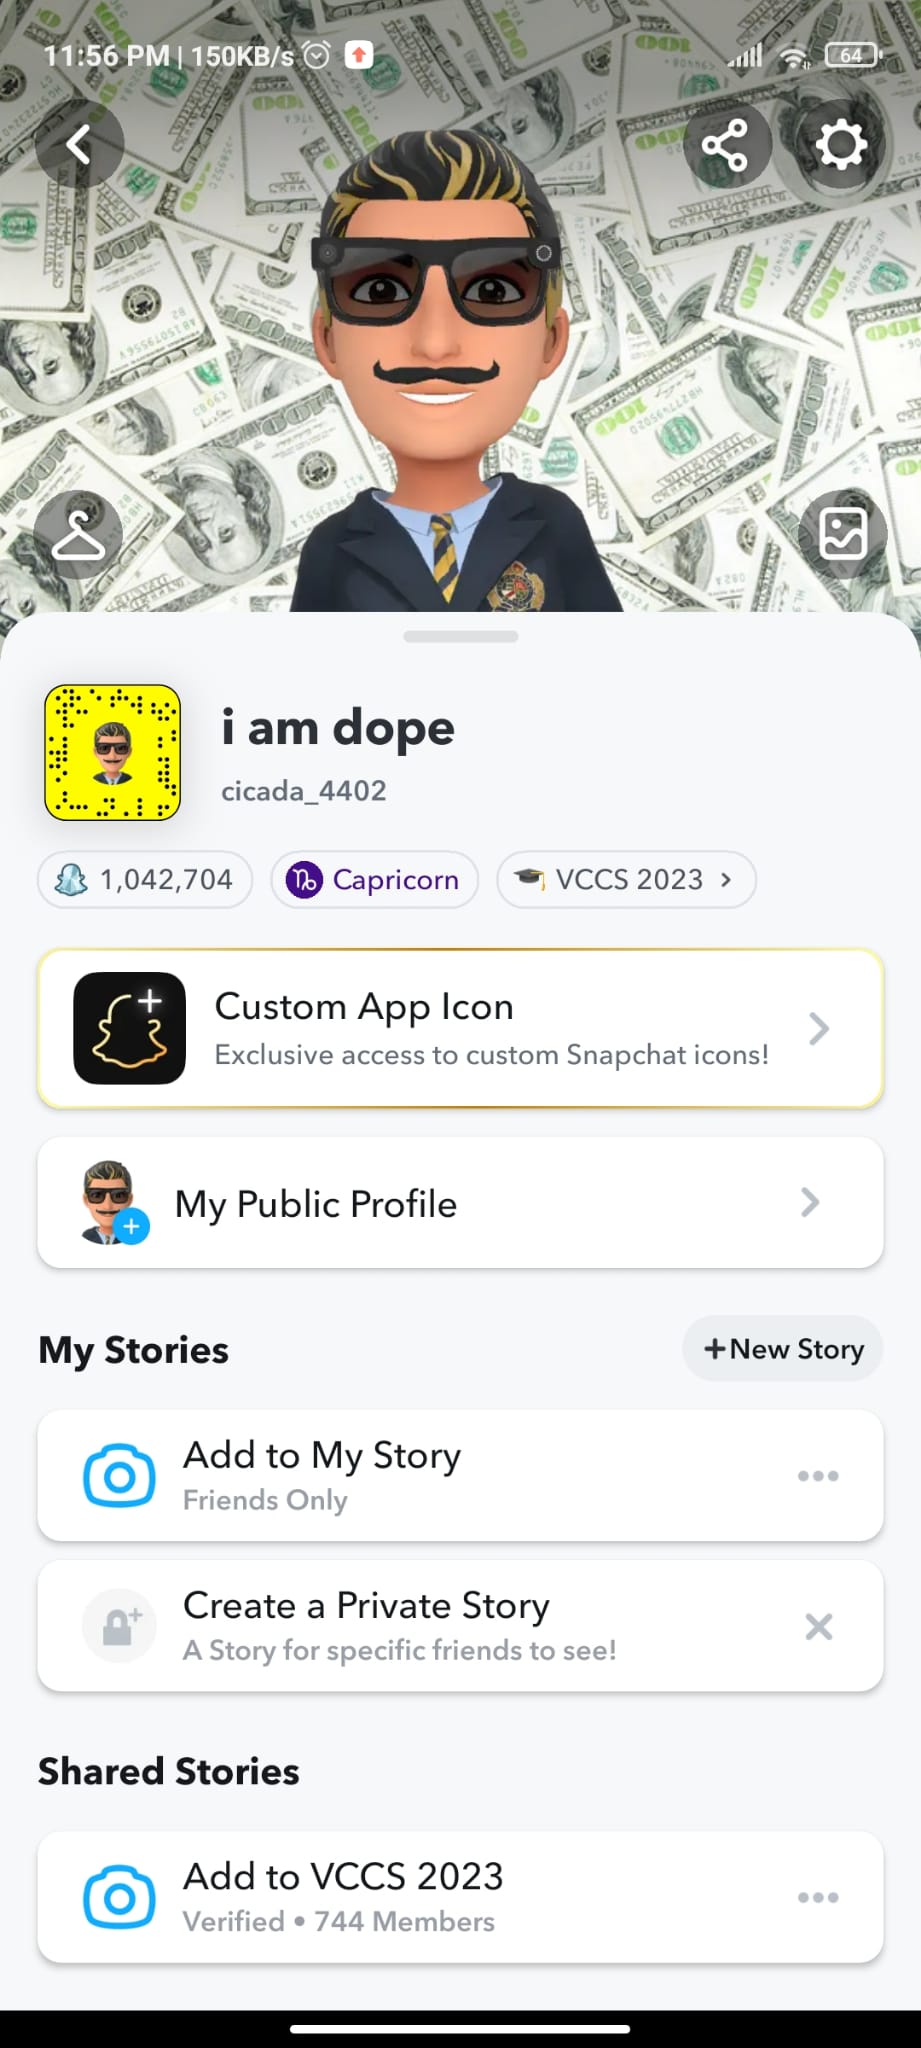 11:56 PM | 150KB/s
64
i am dope
cicada_4402
1,042,704
Capricorn
VCCS 2023
Custom App Icon
Exclusive access to custom Snapchat icons!
My Public Profile
My Stories
+New Story
Add to My Story
Friends Only
Create a Private Story
A Story for specific friends to see!
Shared Stories
Add to VCCS 2023
Verified • 744 Members